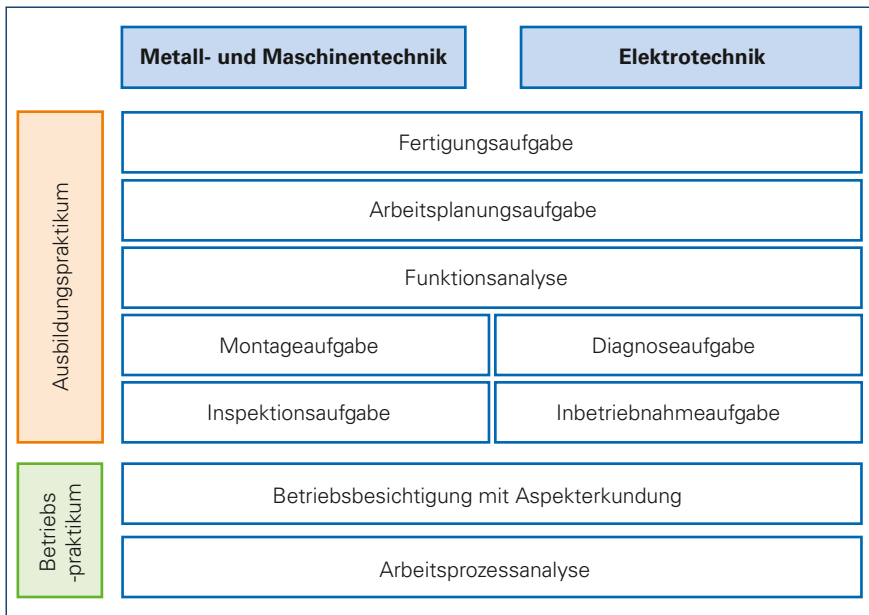 Metall- und Maschinentechnik
Elektrotechnik
Ausbildungspraktikum
Fertigungsaufgabe
Arbeitsplanungsaufgabe
Funktionsanalyse
Montageaufgabe
Diagnoseaufgabe
Inspektionsaufgabe
Inbetriebnahmeaufgabe
Betriebs
-praktikum
Betriebsbesichtigung mit Aspekterkundung
Arbeitsprozessanalyse